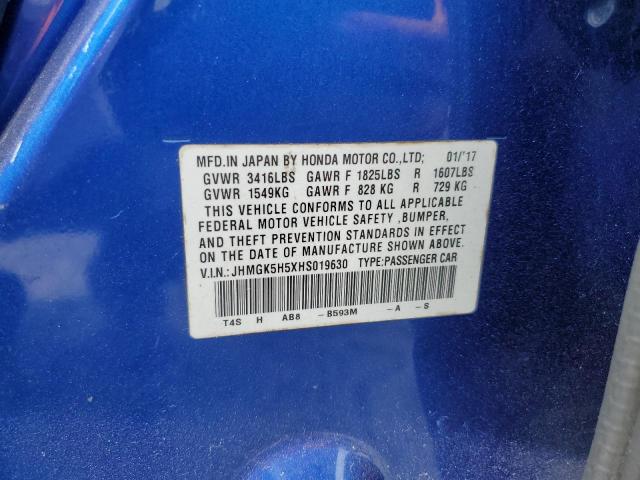 MFD.IN JAPAN BY HONDA MOTOR CO.,LTD; 01/'17
GVWR 3416LBS GAWR F 1825LBS R 1607LBS
GVWR 1549KG GAWR F 828 KG R 729 KG
THIS VEHICLE CONFORMS TO ALL APPLICABLE
FEDERAL MOTOR VEHICLE SAFETY ,BUMPER,
AND THEFT PREVENTION STANDARDS IN EFFECT
ON THE DATE OF MANUFACTURE SHOWN ABOVE.
V.I.N.: JHMGK5H5XHS019630 TYPE:PASSENGER CAR
T4S H AB8 -B593M -A -S